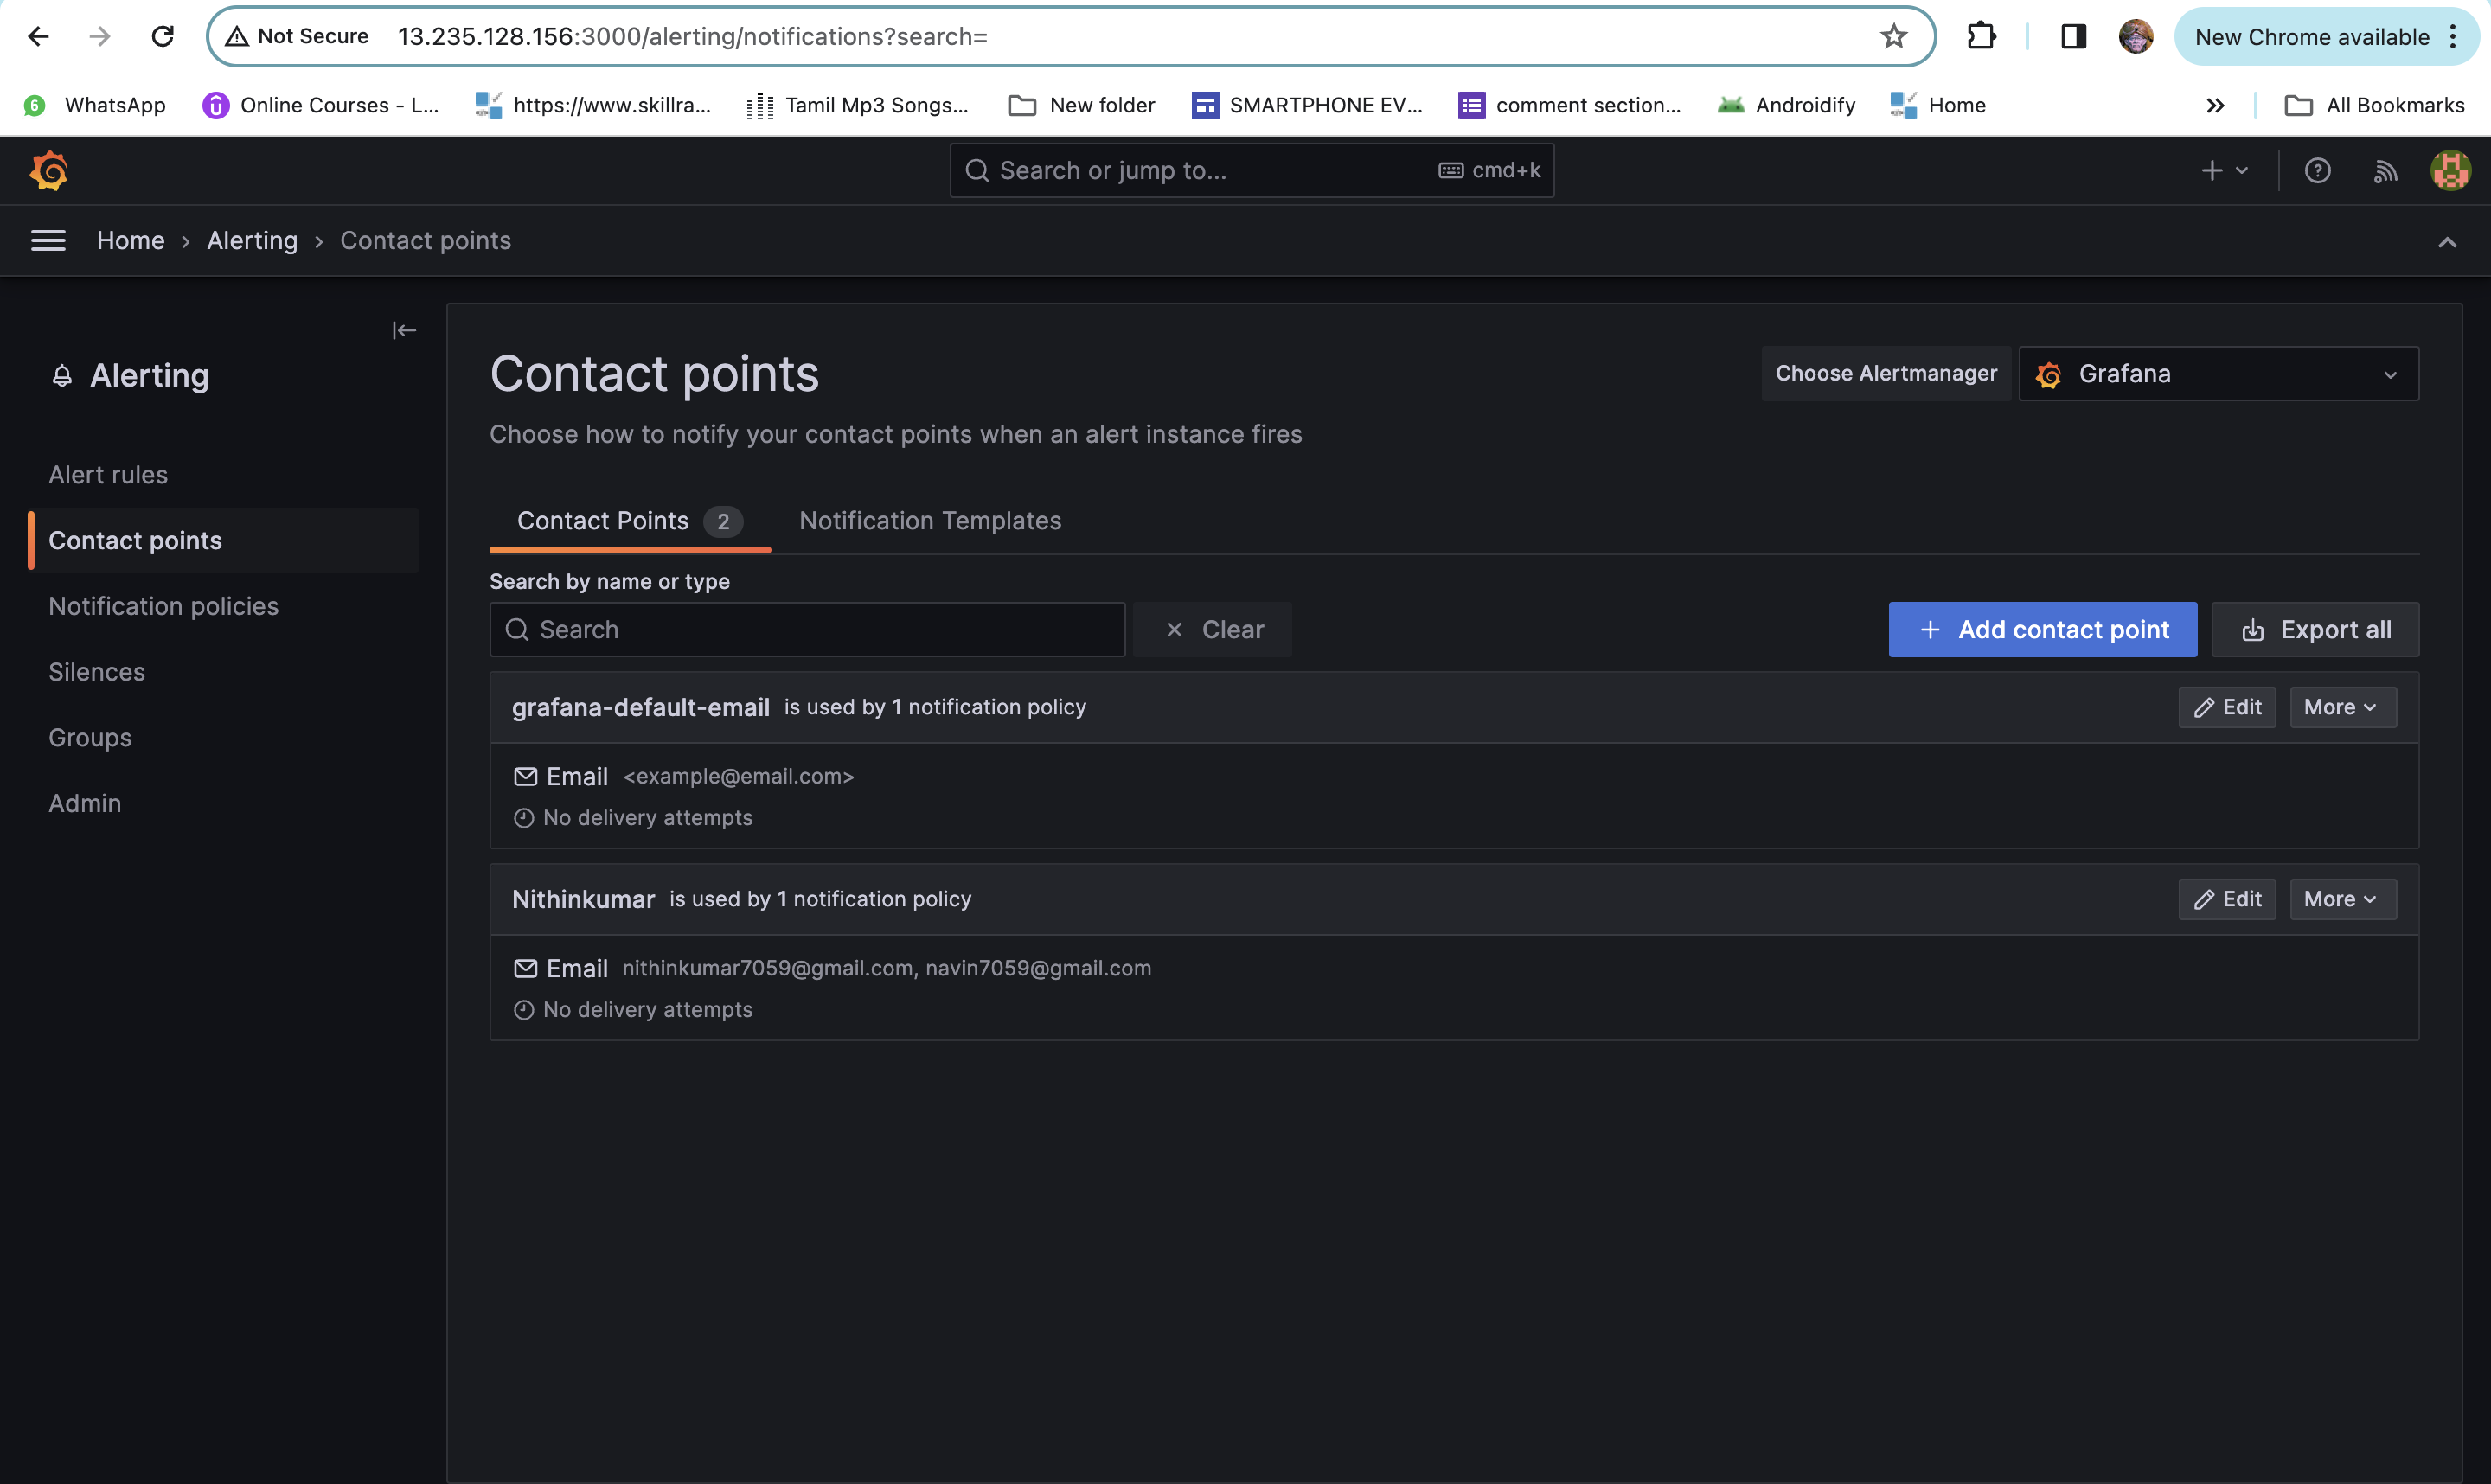 Not Secure 13.235.128.156:3000/alerting/notifications?search=
New Chrome available
6 WhatsApp Online Courses - L... https://www.skillra... Tamil Mp3 Songs... New folder SMARTPHONE EV... comment section... Androidify Home All Bookmarks
Search or jump to... cmd+k
Home › Alerting › Contact points
Alerting
Alert rules
Contact points
Notification policies
Silences
Groups
Admin
Contact points
Choose Alertmanager Grafana
Choose how to notify your contact points when an alert instance fires
Contact Points 2 Notification Templates
Search by name or type
Search Clear Add contact point Export all
grafana-default-email is used by 1 notification policy Edit More
Email <example@email.com>
No delivery attempts
Nithinkumar is used by 1 notification policy Edit More
Email nithinkumar7059@gmail.com, navin7059@gmail.com
No delivery attempts